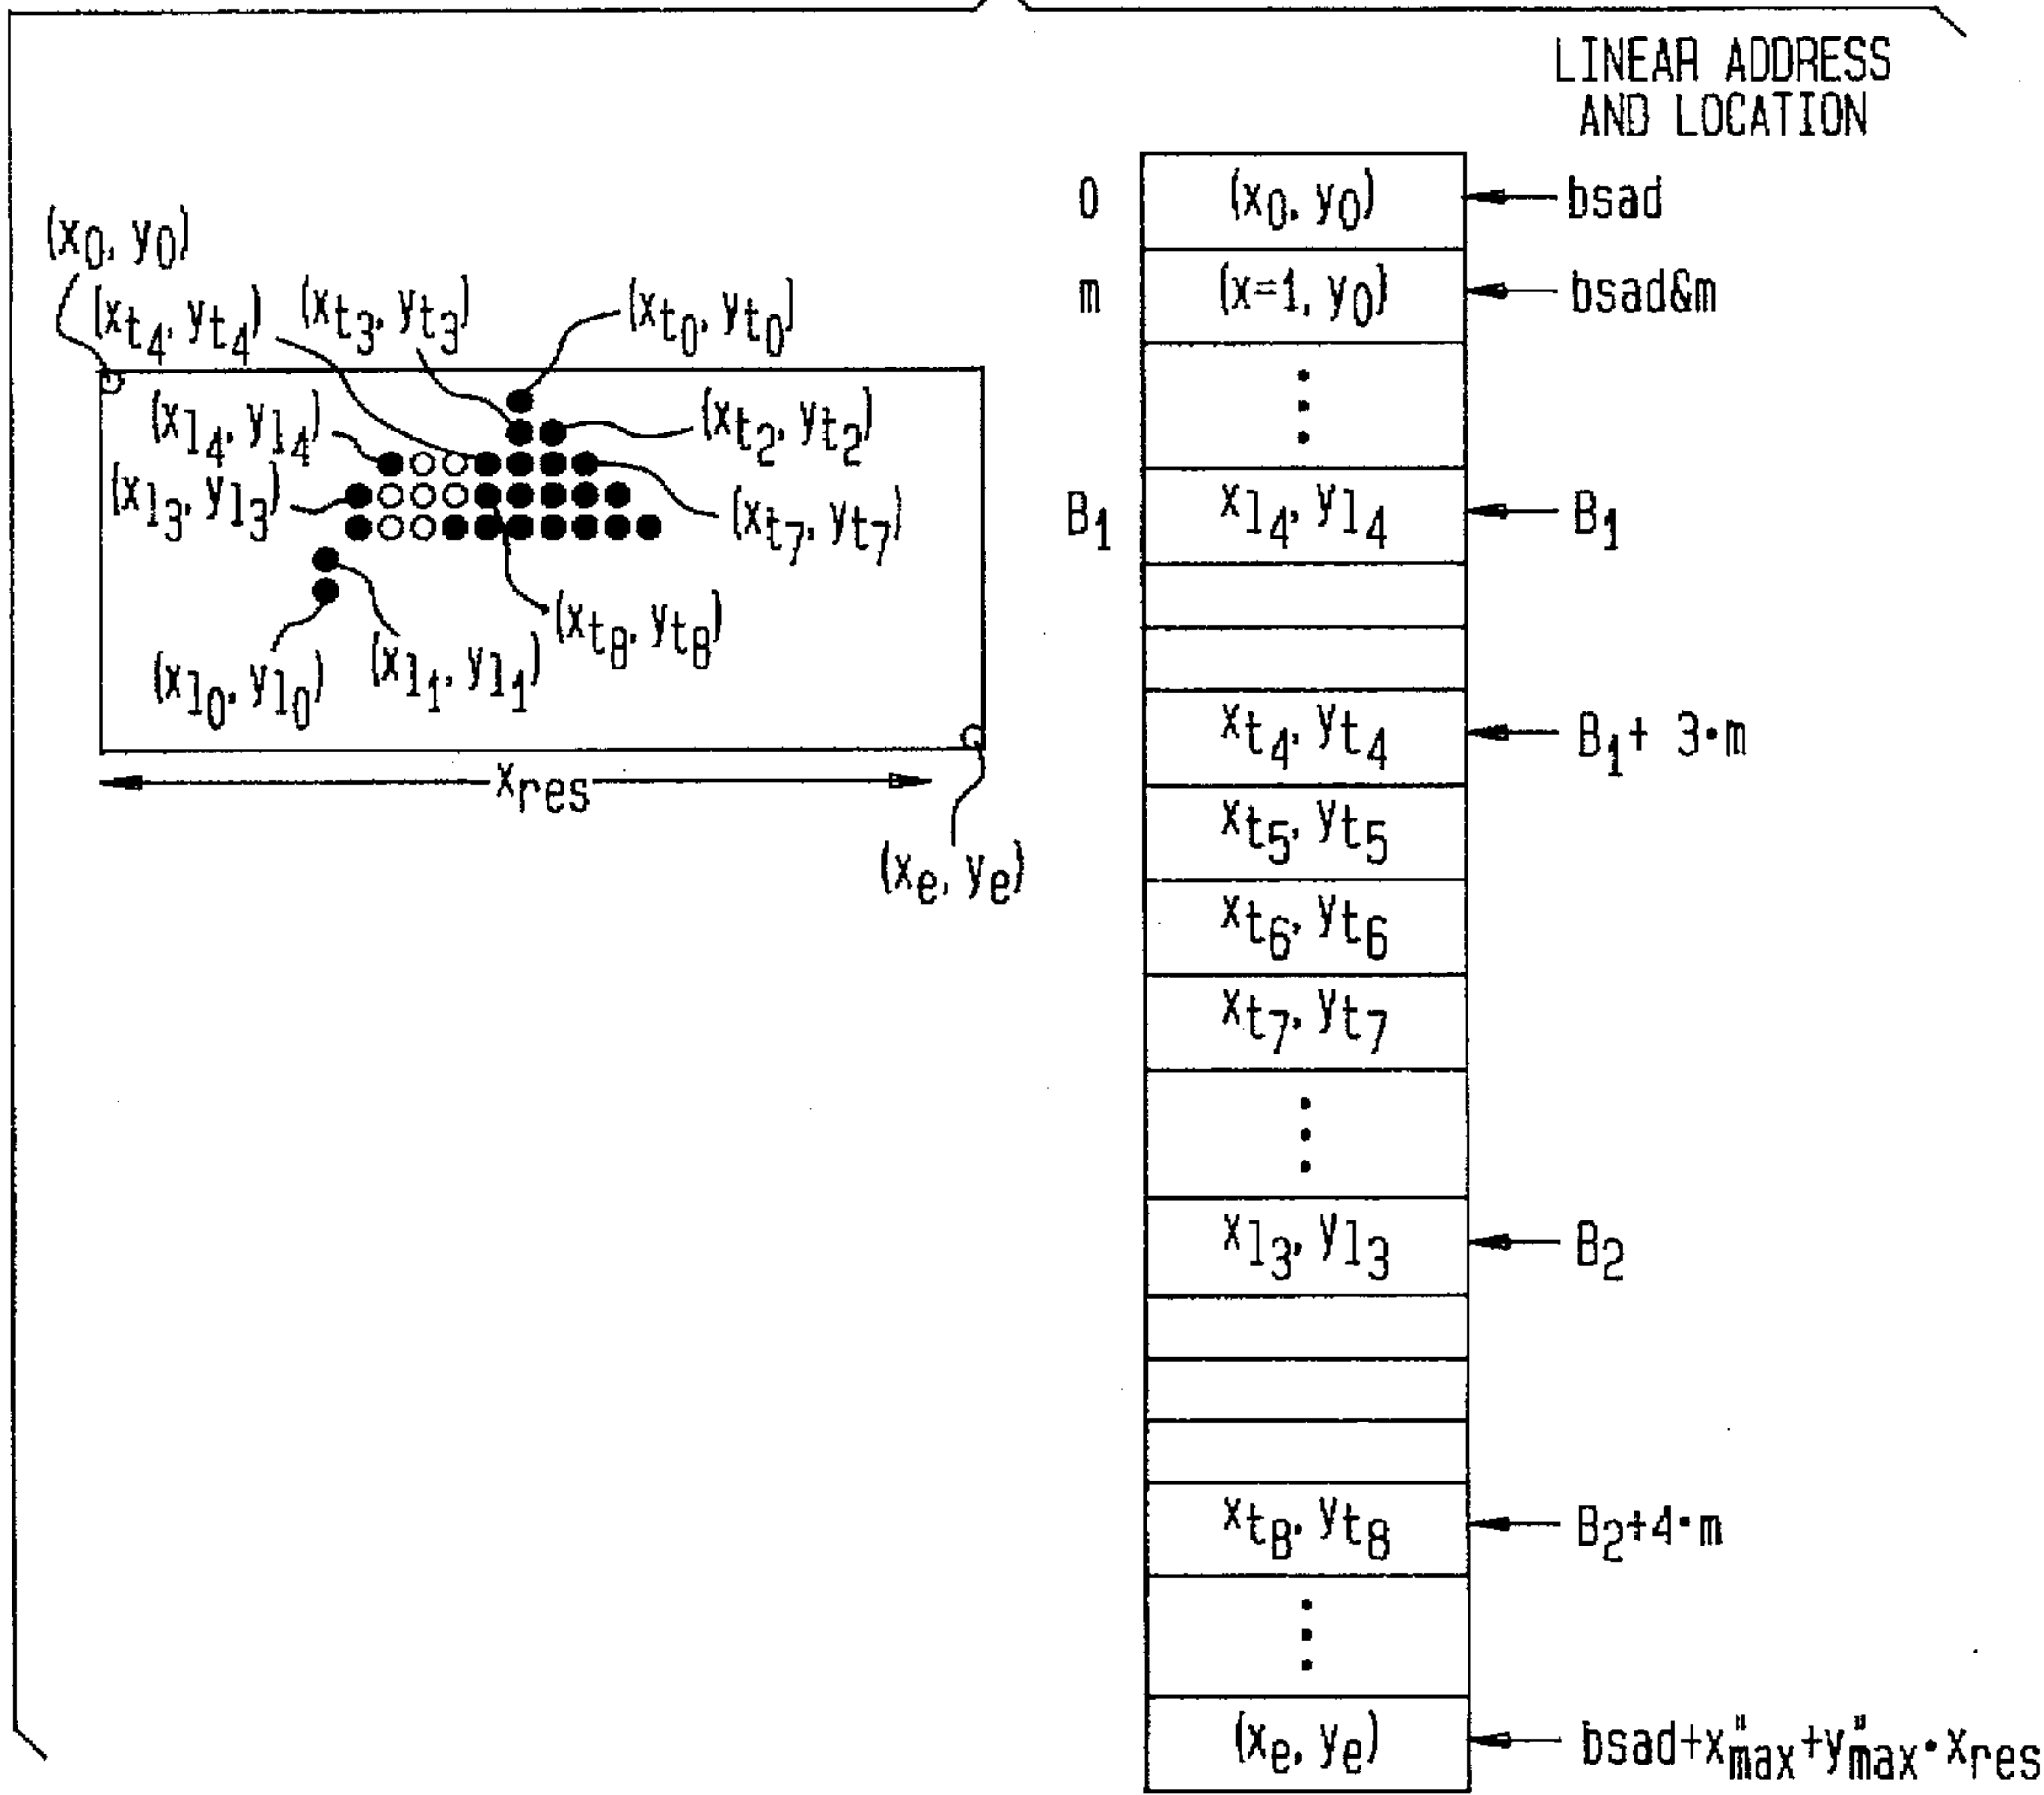 LINEAR ADDRESS
AND LOCATION
(x0, y0)
(xt4, yt4)
(xt3, yt3)
(xt0, yt0)
(xl4, yl4)
(xt2, yt2)
(xl3, yl3)
(xt7, yt7)
(xt8, yt8)
(xl0, yl0)
(xl1, yl1)
xres
(xe, ye)
0 (x0, y0) bsad
m (x=1, y0) bsad&m
B1 xl4, yl4 B1
xt4, yt4 B1+ 3·m
xt5, yt5
xt6, yt6
xt7, yt7
xl3, yl3 B2
xt8, yt8 B2+4·m
(xe, ye) bsad+x"max+y"max·xres